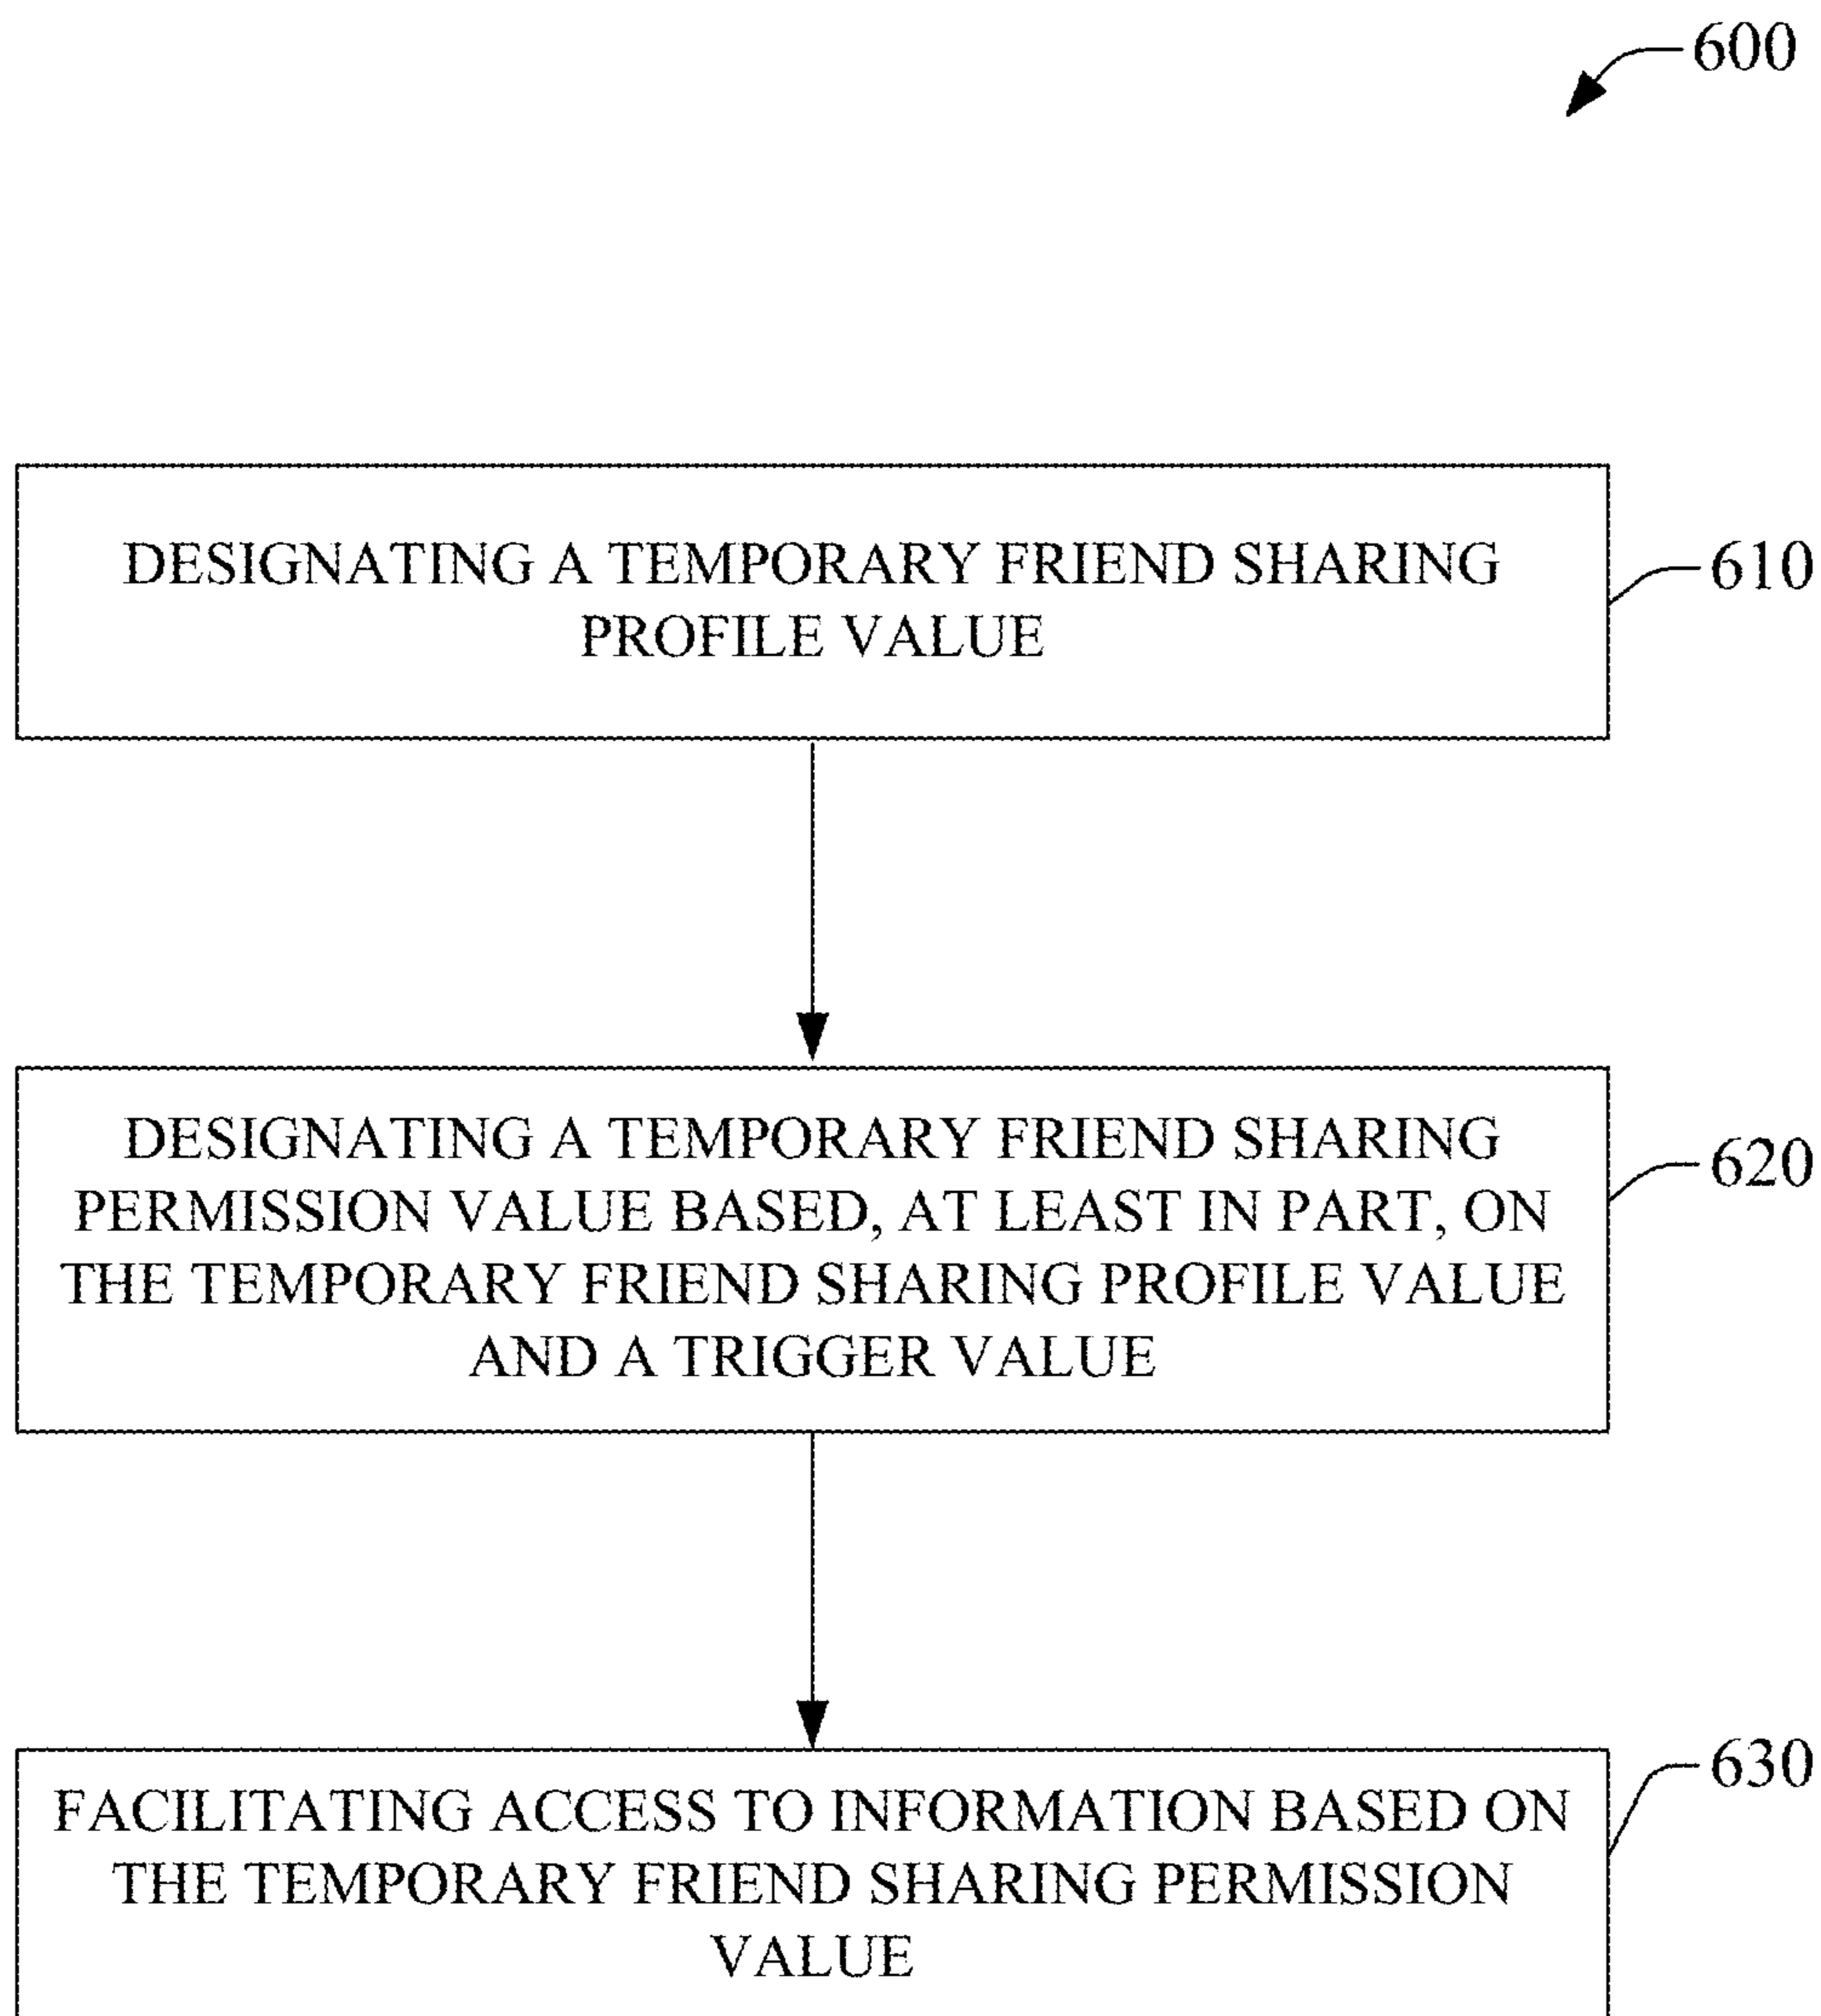 600
DESIGNATING A TEMPORARY FRIEND SHARING
PROFILE VALUE
610
DESIGNATING A TEMPORARY FRIEND SHARING
PERMISSION VALUE BASED, AT LEAST IN PART, ON
THE TEMPORARY FRIEND SHARING PROFILE VALUE
AND A TRIGGER VALUE
620
FACILITATING ACCESS TO INFORMATION BASED ON
THE TEMPORARY FRIEND SHARING PERMISSION
VALUE
630